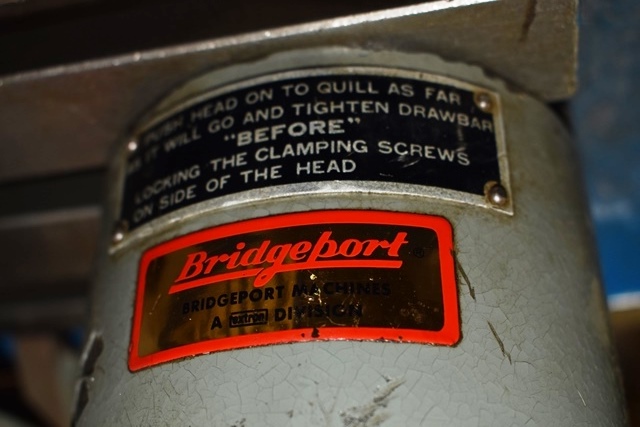 PUSH HEAD ON TO QUILL AS FAR
AS IT WILL GO AND TIGHTEN DRAWBAR
"BEFORE"
LOCKING THE CLAMPING SCREWS
ON SIDE OF THE HEAD
Bridgeport®
BRIDGEPORT MACHINES
A textron DIVISION